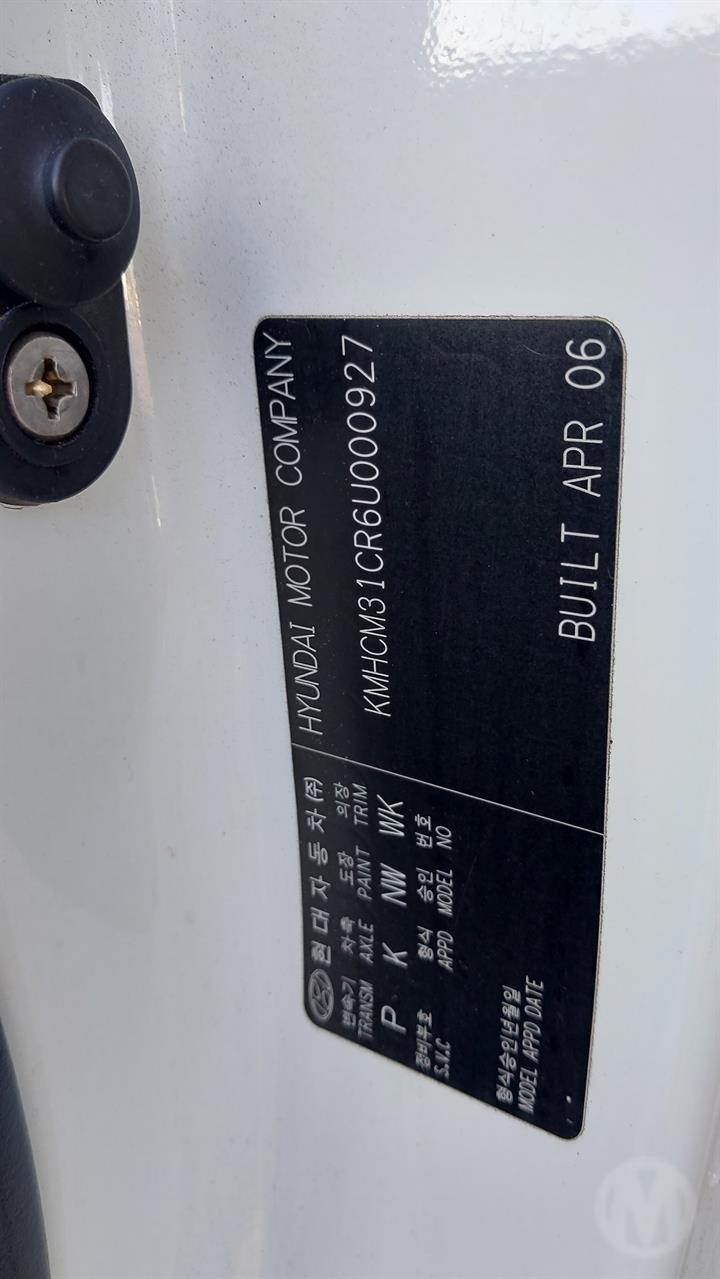 현대자동차(주) HYUNDAI MOTOR COMPANY
변속기 차축 도장 의장
TRANSM AXLE PAINT TRIM
P K NW WK
KMHCM31CR6U000927
장비부호 형식 승인 번호
S.V.C APPD MODEL NO
형식승인년월일
MODEL APPD DATE
BUILT APR 06
M